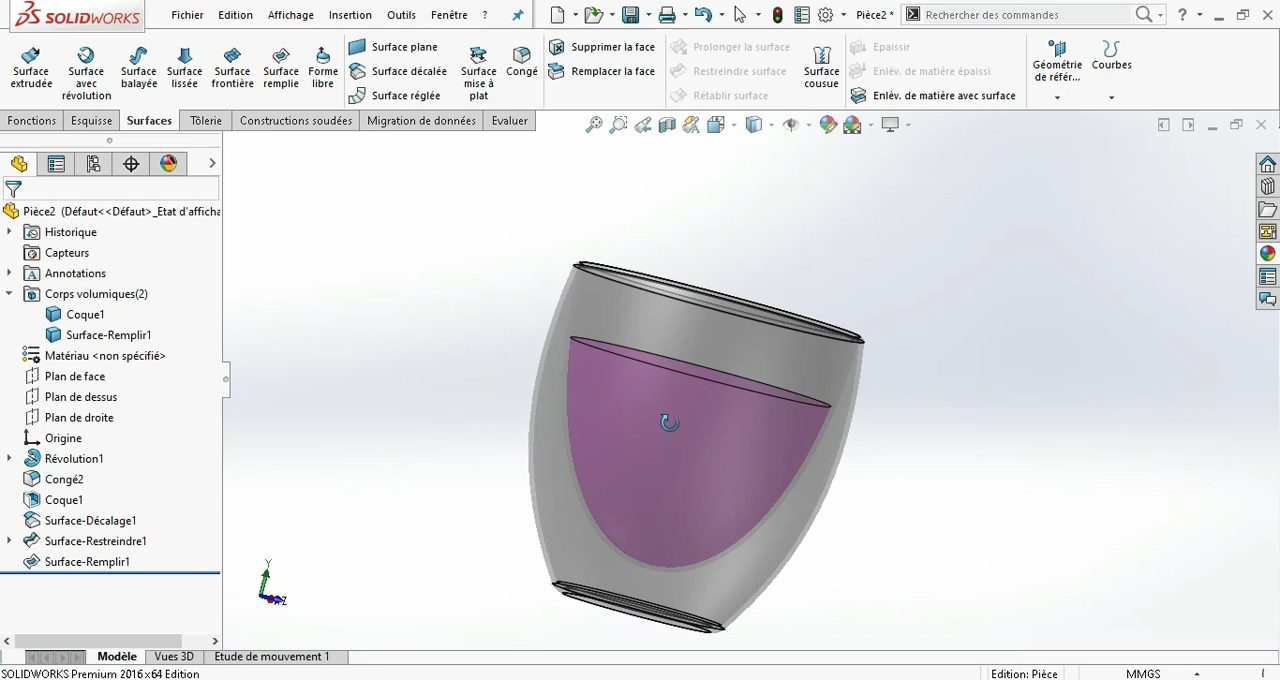 SOLIDWORKS Fichier Edition Affichage Insertion Outils Fenêtre ? Pièce2 * Rechercher des commandes ?
Surface extrudée
Surface avec révolution
Surface balayée
Surface lissée
Surface frontière
Surface remplie
Forme libre
Surface plane
Surface décalée
Surface réglée
Surface mise à plat
Congé
Supprimer la face
Remplacer la face
Prolonger la surface
Restreindre surface
Rétablir surface
Surface cousue
Epaissir
Enlèv. de matière épaissi
Enlèv. de matière avec surface
Géométrie de référ...
Courbes
Fonctions Esquisse Surfaces Tôlerie Constructions soudées Migration de données Evaluer
Pièce2 (Défaut<<Défaut>_Etat d'afficha
Historique
Capteurs
Annotations
Corps volumiques(2)
Coque1
Surface-Remplir1
Matériau <non spécifié>
Plan de face
Plan de dessus
Plan de droite
Origine
Révolution1
Congé2
Coque1
Surface-Décalage1
Surface-Restreindre1
Surface-Remplir1
Y
Z
Modèle Vues 3D Etude de mouvement 1
SOLIDWORKS Premium 2016 x64 Edition Edition: Pièce MMGS